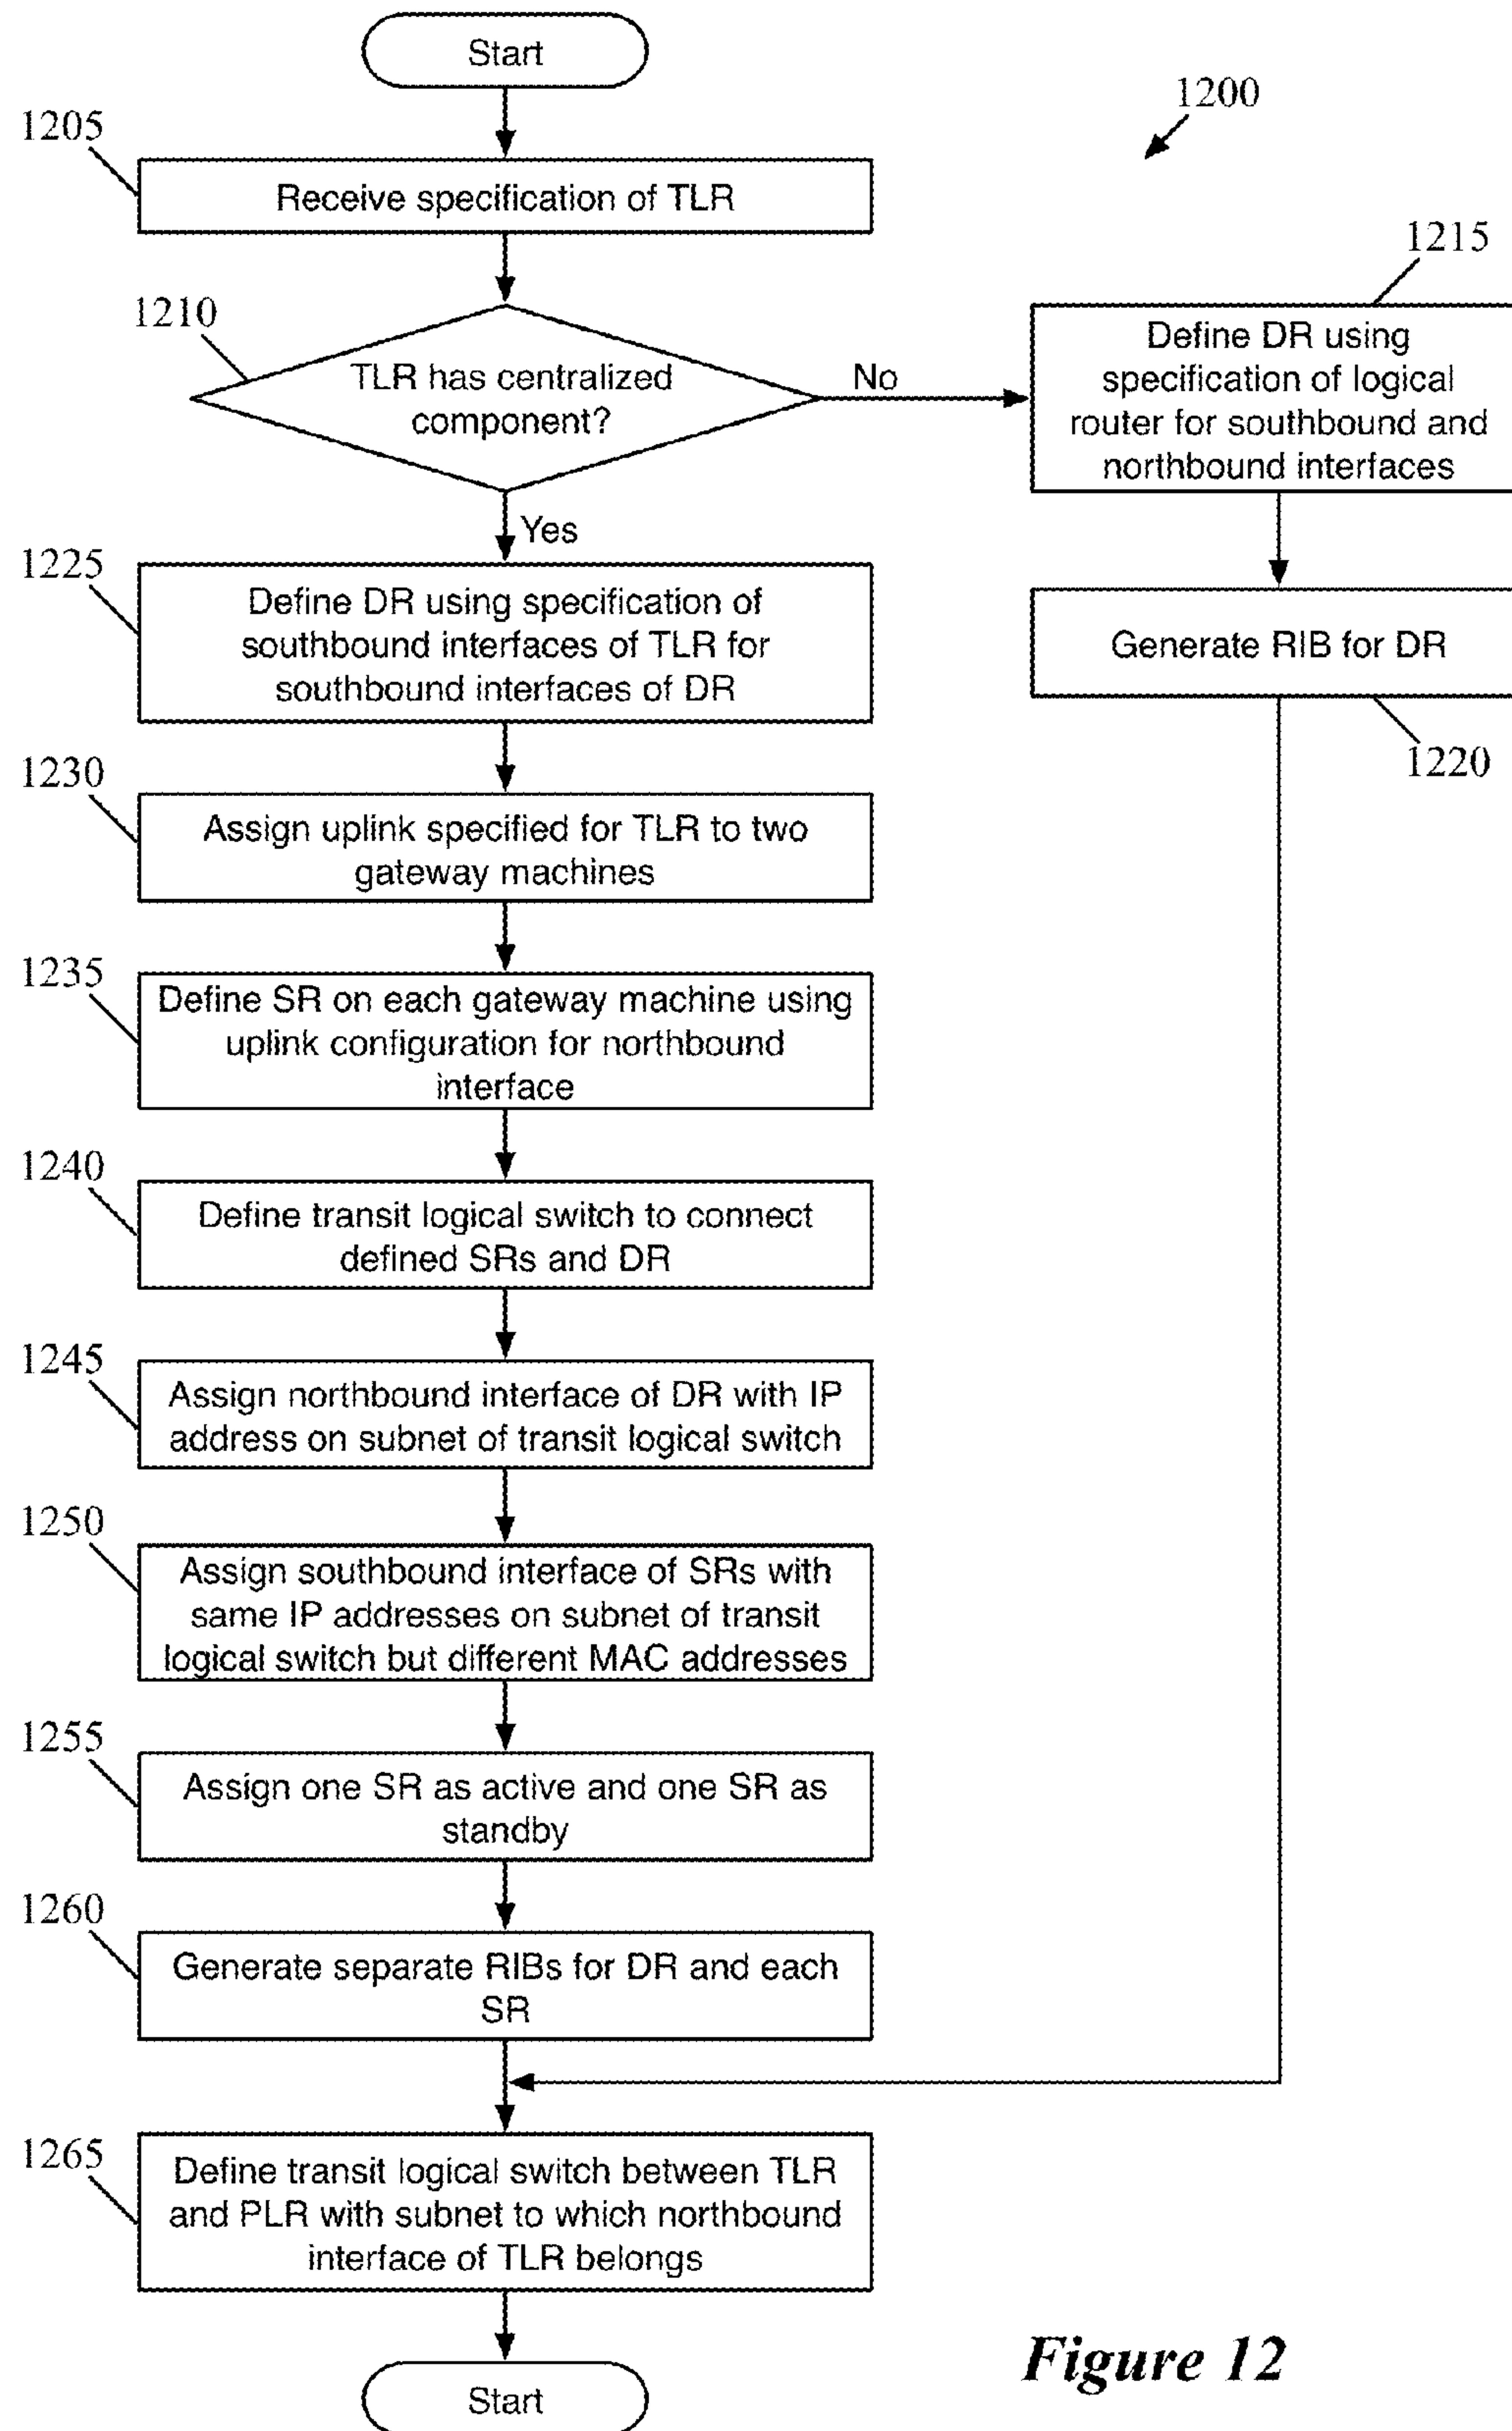 Start
1200
1205
Receive specification of TLR
1210
TLR has centralized
component?
No
Yes
1215
Define DR using
specification of logical
router for southbound and
northbound interfaces
Generate RIB for DR
1220
1225
Define DR using specification of
southbound interfaces of TLR for
southbound interfaces of DR
1230
Assign uplink specified for TLR to two
gateway machines
1235
Define SR on each gateway machine using
uplink configuration for northbound
interface
1240
Define transit logical switch to connect
defined SRs and DR
1245
Assign northbound interface of DR with IP
address on subnet of transit logical switch
1250
Assign southbound interface of SRs with
same IP addresses on subnet of transit
logical switch but different MAC addresses
1255
Assign one SR as active and one SR as
standby
1260
Generate separate RIBs for DR and each
SR
1265
Define transit logical switch between TLR
and PLR with subnet to which northbound
interface of TLR belongs
Start
Figure 12